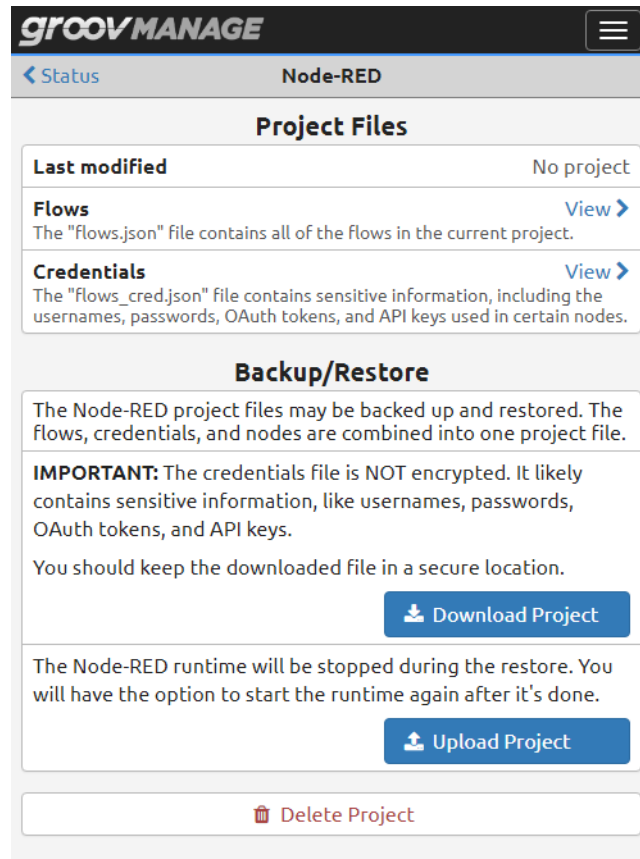 groov MANAGE
Status
Node-RED
Project Files
Last modified
No project
Flows
View
The "flows.json" file contains all of the flows in the current project.
Credentials
View
The "flows_cred.json" file contains sensitive information, including the
usernames, passwords, OAuth tokens, and API keys used in certain nodes.
Backup/Restore
The Node-RED project files may be backed up and restored. The
flows, credentials, and nodes are combined into one project file.
IMPORTANT: The credentials file is NOT encrypted. It likely
contains sensitive information, like usernames, passwords,
OAuth tokens, and API keys.
You should keep the downloaded file in a secure location.
Download Project
The Node-RED runtime will be stopped during the restore. You
will have the option to start the runtime again after it's done.
Upload Project
Delete Project